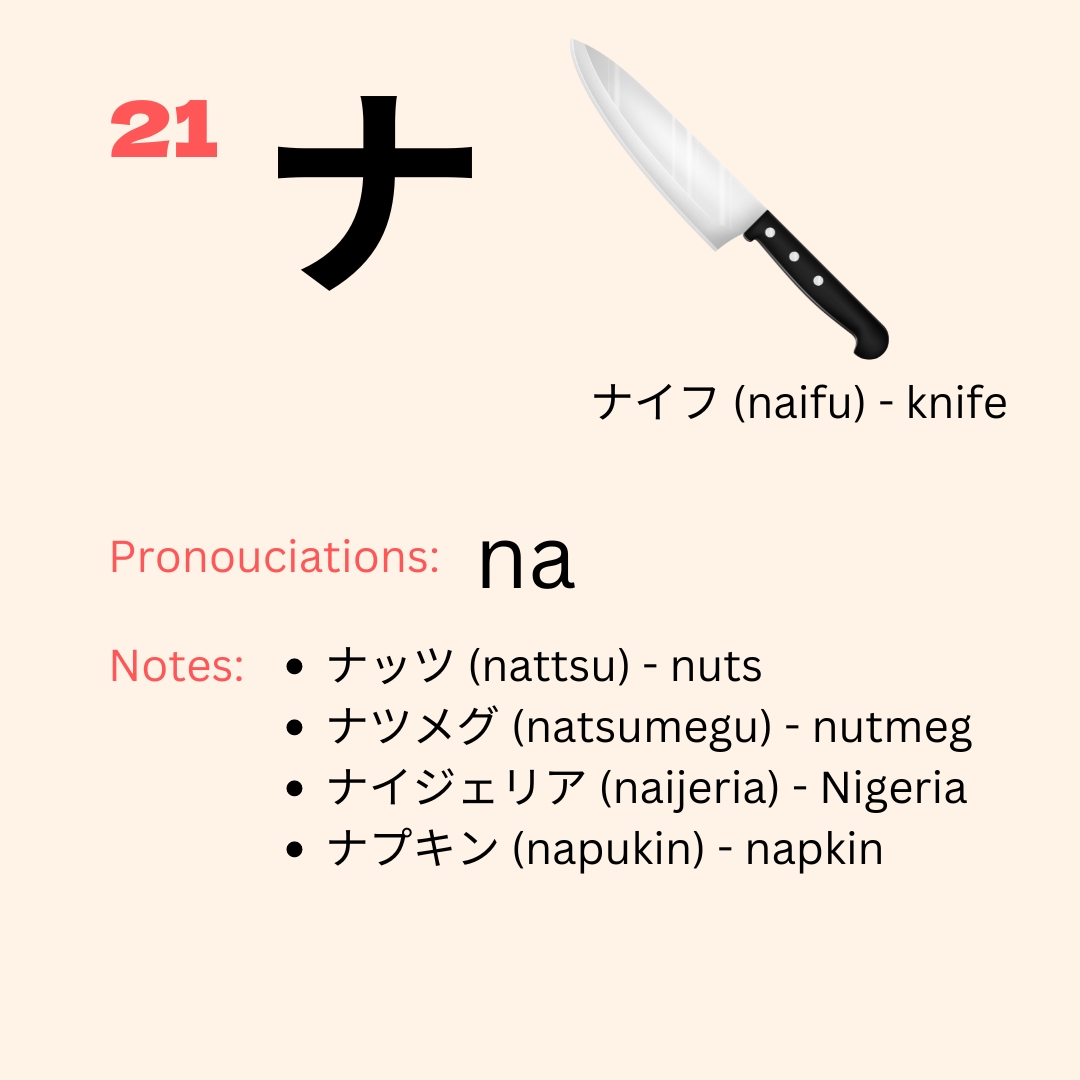 21
ナ
ナイフ (naifu) - knife
Pronouciations: na
Notes:
• ナッツ (nattsu) - nuts
• ナツメグ (natsumegu) - nutmeg
• ナイジェリア (naijeria) - Nigeria
• ナプキン (napukin) - napkin